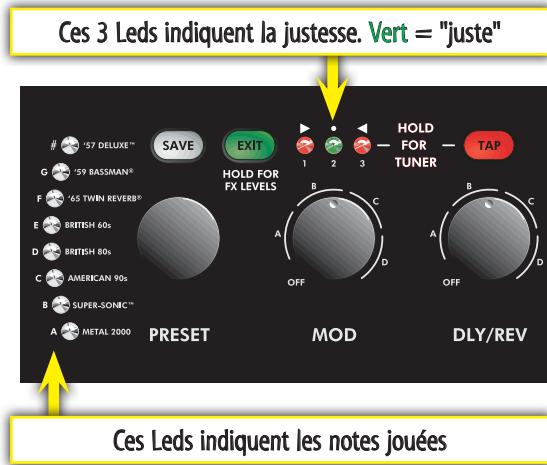 Ces 3 Leds indiquent la justesse. Vert = "juste"
# '57 DELUXE™
G '59 BASSMAN®
F '65 TWIN REVERB®
E BRITISH 60s
D BRITISH 80s
C AMERICAN 90s
B SUPER-SONIC™
A METAL 2000
SAVE
EXIT
HOLD FOR
FX LEVELS
1 2 3
HOLD
FOR
TUNER
TAP
PRESET
A B C D
OFF
MOD
A B C D
OFF
DLY/REV
Ces Leds indiquent les notes jouées